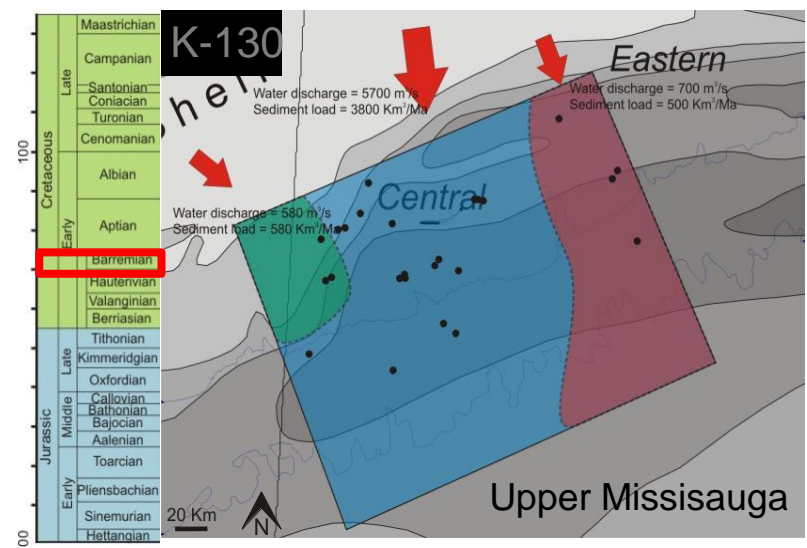 K-130
Eastern
Water discharge = 5700 m³/s
Sediment load = 3800 Km³/Ma
Water discharge = 700 m³/s
Sediment load = 500 Km³/Ma
Central
Water discharge = 580 m³/s
Sediment load = 580 Km³/Ma
Upper Missisauga
20 Km
N
100
00
Cretaceous
Late
Early
Maastrichian
Campanian
Santonian
Coniacian
Turonian
Cenomanian
Albian
Aptian
Barremian
Hauterivian
Valanginian
Berriasian
Jurassic
Late
Middle
Early
Tithonian
Kimmeridgian
Oxfordian
Callovian
Bathonian
Bajocian
Aalenian
Toarcian
Pliensbachian
Sinemurian
Hettangian